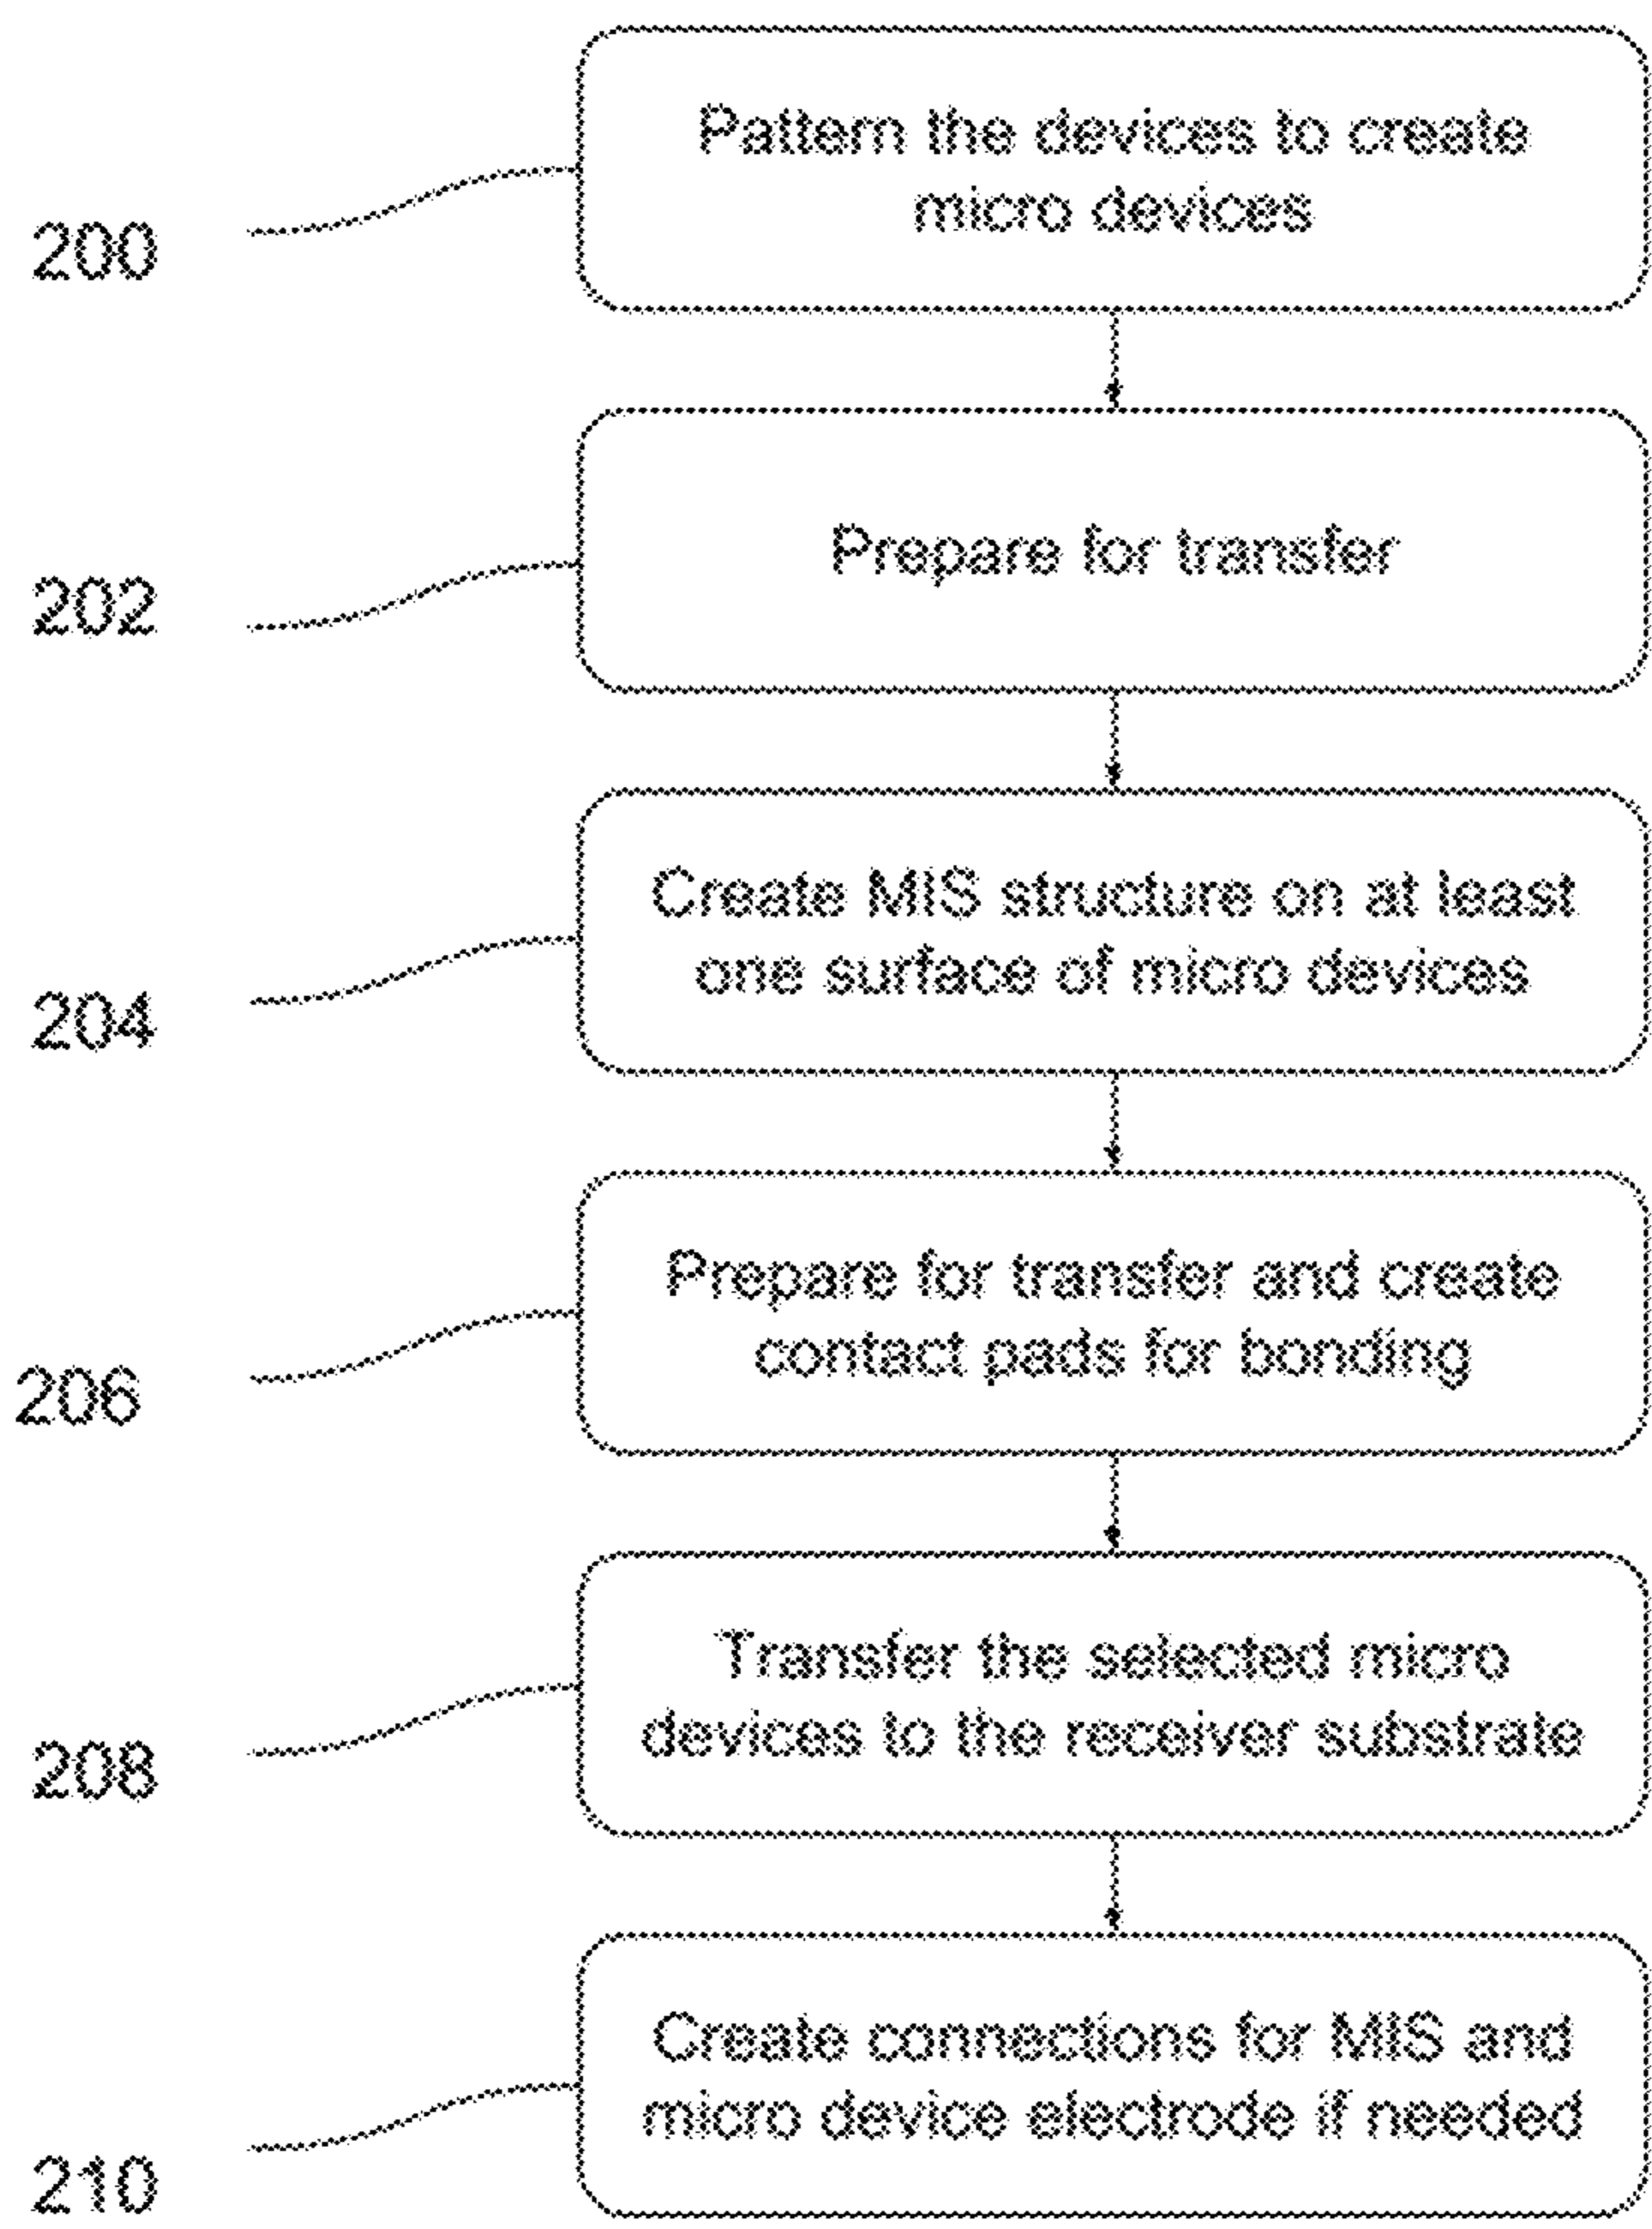 Pattern the devices to create
micro devices
200
Prepare for transfer
202
Create MIS structure on at least
one surface of micro devices
204
Prepare for transfer and create
contact pads for bonding
206
Transfer the selected micro
devices to the receiver substrate
208
Create connections for MIS and
micro device electrode if needed
210